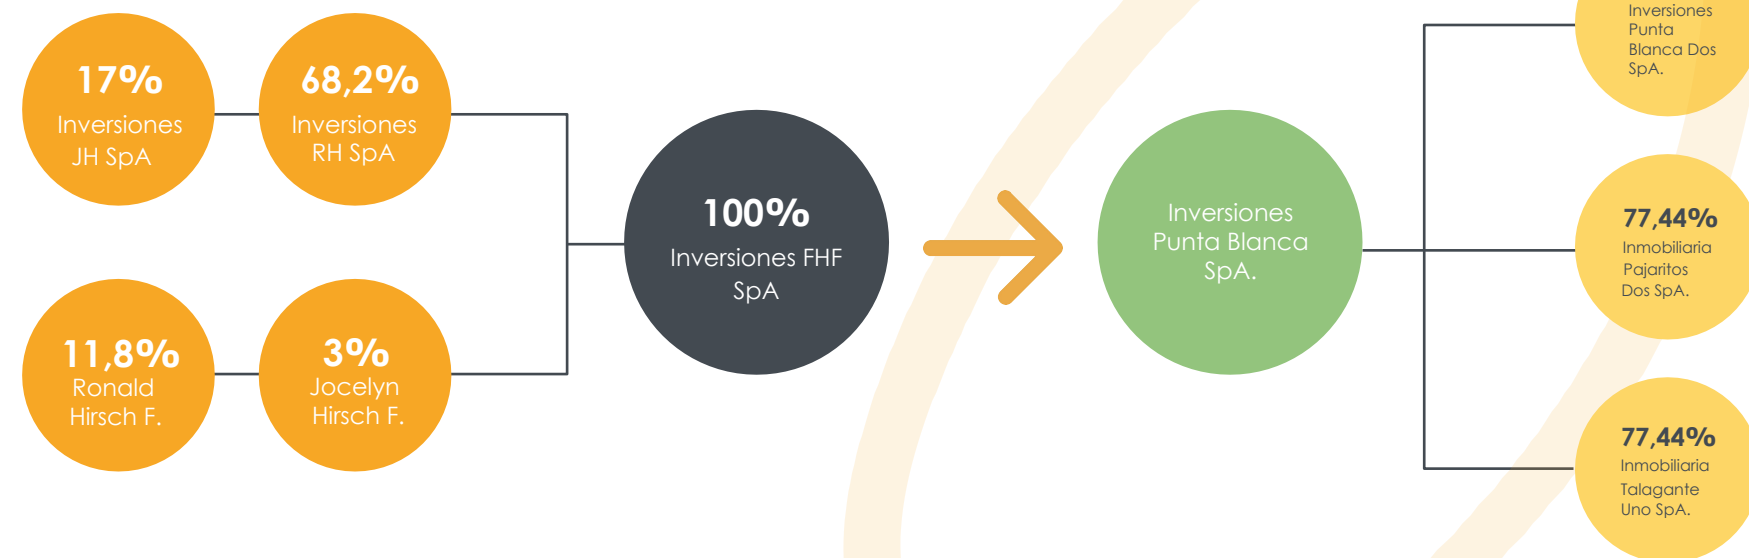 17%
Inversiones
JH SpA
68,2%
Inversiones
RH SpA
11,8%
Ronald
Hirsch F.
3%
Jocelyn
Hirsch F.
100%
Inversiones FHF
SpA
Inversiones
Punta Blanca
SpA.
Inversiones
Punta
Blanca Dos
SpA.
77,44%
Inmobiliaria
Pajaritos
Dos SpA.
77,44%
Inmobiliaria
Talagante
Uno SpA.